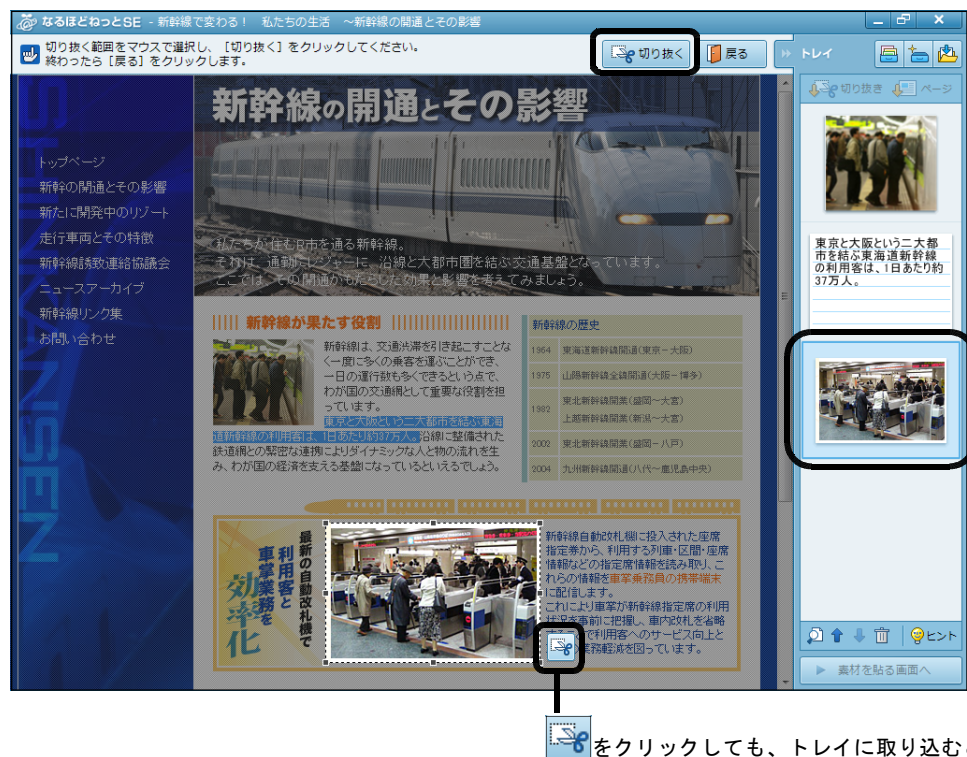 なるほどねっとSE - 新幹線で変わる！ 私たちの生活 ～新幹線の開通とその影響
切り抜く範囲をマウスで選択し、［切り抜く］をクリックしてください。
終わったら［戻る］をクリックします。
切り抜く
戻る
トレイ
切り抜き
ページ
SHINKANSEN
トップページ
新幹の開通とその影響
新たに開発中のリゾート
走行車両とその特徴
新幹線誘致連絡協議会
ニュースアーカイブ
新幹線リンク集
お問い合わせ
新幹線の開通とその影響
私たちが住むR市を通る新幹線。
それは、通勤にレジャーに、沿線と大都市圏を結ぶ交通基盤となっています。
ここでは、その開通がもたらした効果と影響を考えてみましょう。
新幹線が果たす役割
新幹線は、交通渋滞を引き起こすことな
く一度に多くの乗客を運ぶことができ、
一日の運行数も多くできるという点で、
わが国の交通網として重要な役割を担
っています。
東京と大阪という二大都市を結ぶ東海
道新幹線の利用客は、1日あたり約37万人。沿線に整備された
鉄道網との緊密な連携によりダイナミックな人と物の流れを生
み、わが国の経済を支える基盤になっているといえるでしょう。
新幹線の歴史
1964 東海道新幹線開通(東京－大阪)
1975 山陽新幹線全線開通(大阪－博多)
1982 東北新幹線開業(盛岡～大宮)
上越新幹線開業(新潟～大宮)
2002 東北新幹線開業(盛岡－八戸)
2004 九州新幹線開通(八代～鹿児島中央)
最新の自動改札機で
利用客と
車掌業務を
効率化
新幹線自動改札機に投入された座席
指定券から、利用する列車・区間・座席
情報などの指定席情報を読み取り、こ
れらの情報を車掌乗務員の携帯端末
に配信します。
これにより車掌が新幹線指定席の利用
状況を事前に把握し、車内改札を省略
で利用客へのサービス向上と
業務軽減を図っています。
東京と大阪という二大都
市を結ぶ東海道新幹線
の利用客は、1日あたり約
37万人。
ヒント
素材を貼る画面へ
をクリックしても、トレイに取り込む